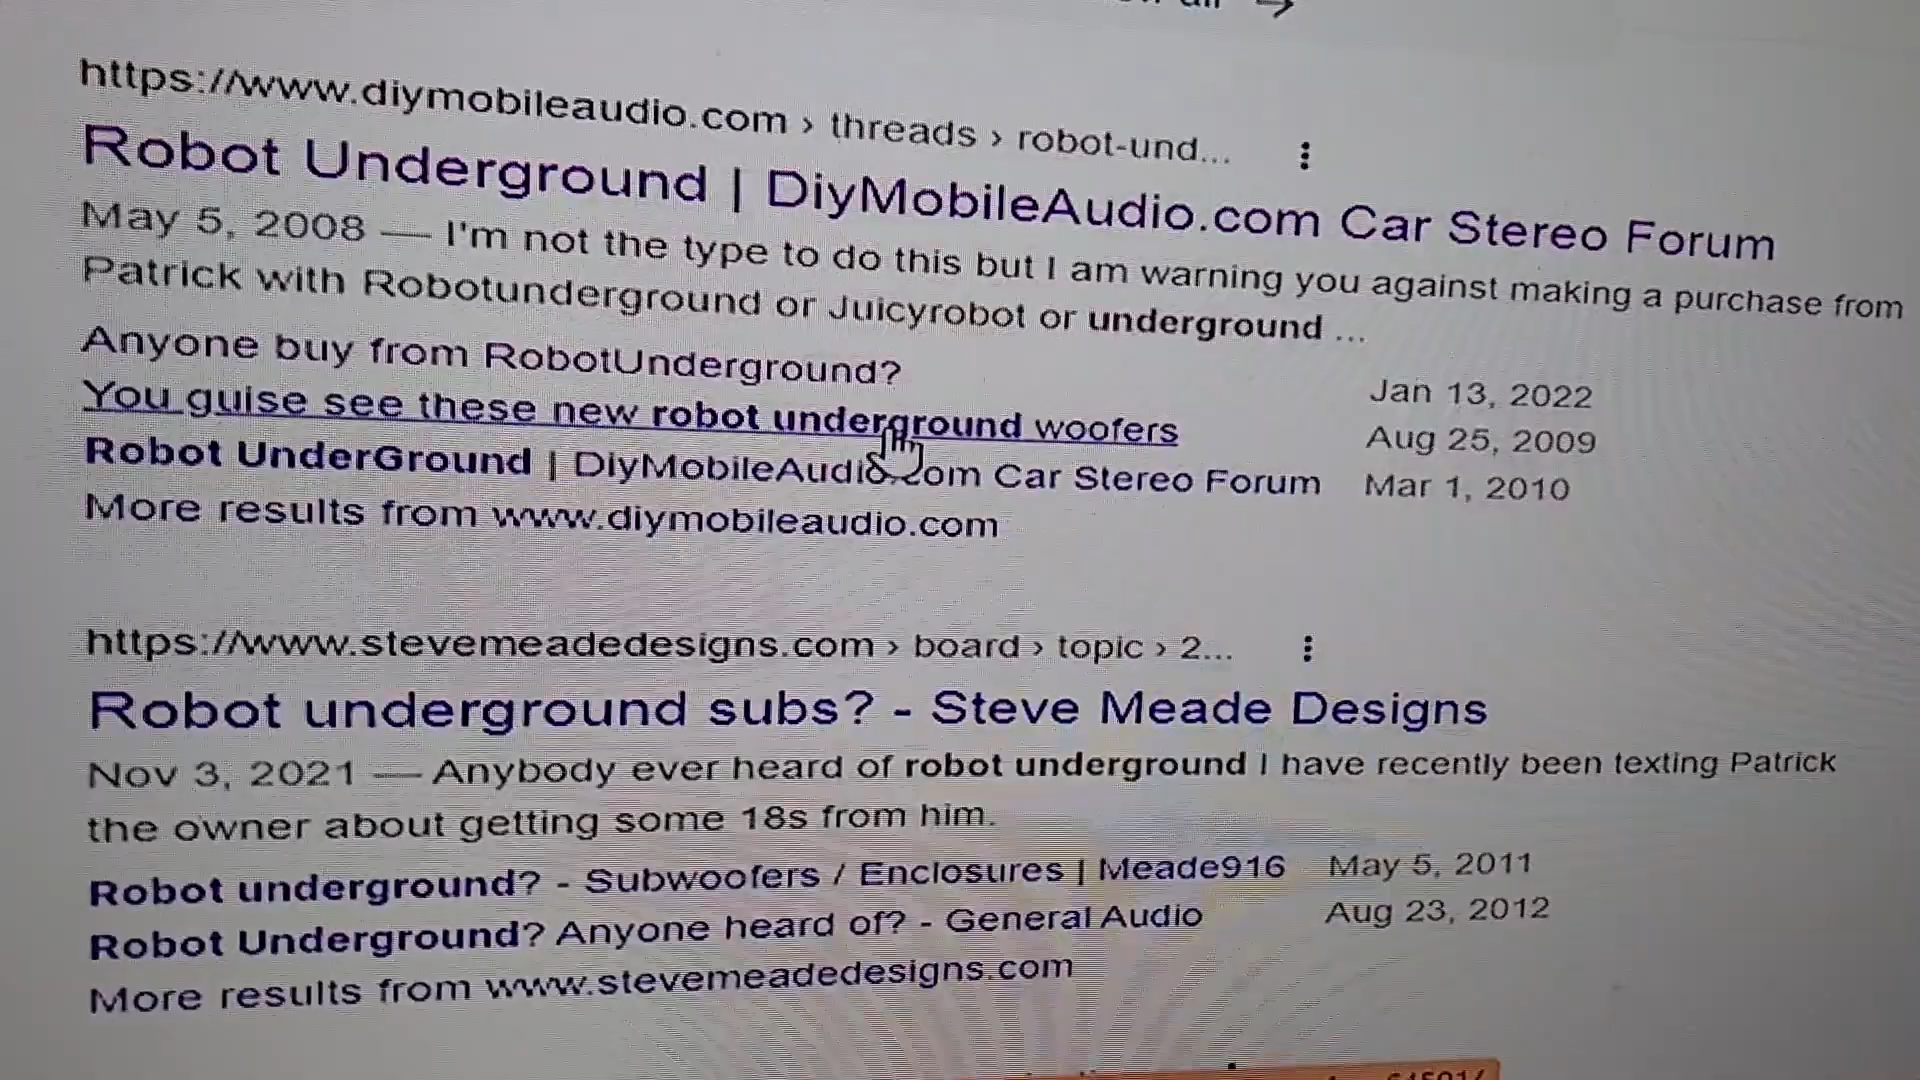 https://www.diymobileaudio.com › threads › robot-und...
Robot Underground | DiyMobileAudio.com Car Stereo Forum
May 5, 2008 — I'm not the type to do this but I am warning you against making a purchase from
Patrick with Robotunderground or Juicyrobot or underground ...
Anyone buy from RobotUnderground? Jan 13, 2022
You guise see these new robot underground woofers Aug 25, 2009
Robot UnderGround | DiyMobileAudio.com Car Stereo Forum Mar 1, 2010
More results from www.diymobileaudio.com
https://www.stevemeadedesigns.com › board › topic › 2...
Robot underground subs? - Steve Meade Designs
Nov 3, 2021 — Anybody ever heard of robot underground I have recently been texting Patrick
the owner about getting some 18s from him.
Robot underground? - Subwoofers / Enclosures | Meade916 May 5, 2011
Robot Underground? Anyone heard of? - General Audio Aug 23, 2012
More results from www.stevemeadedesigns.com